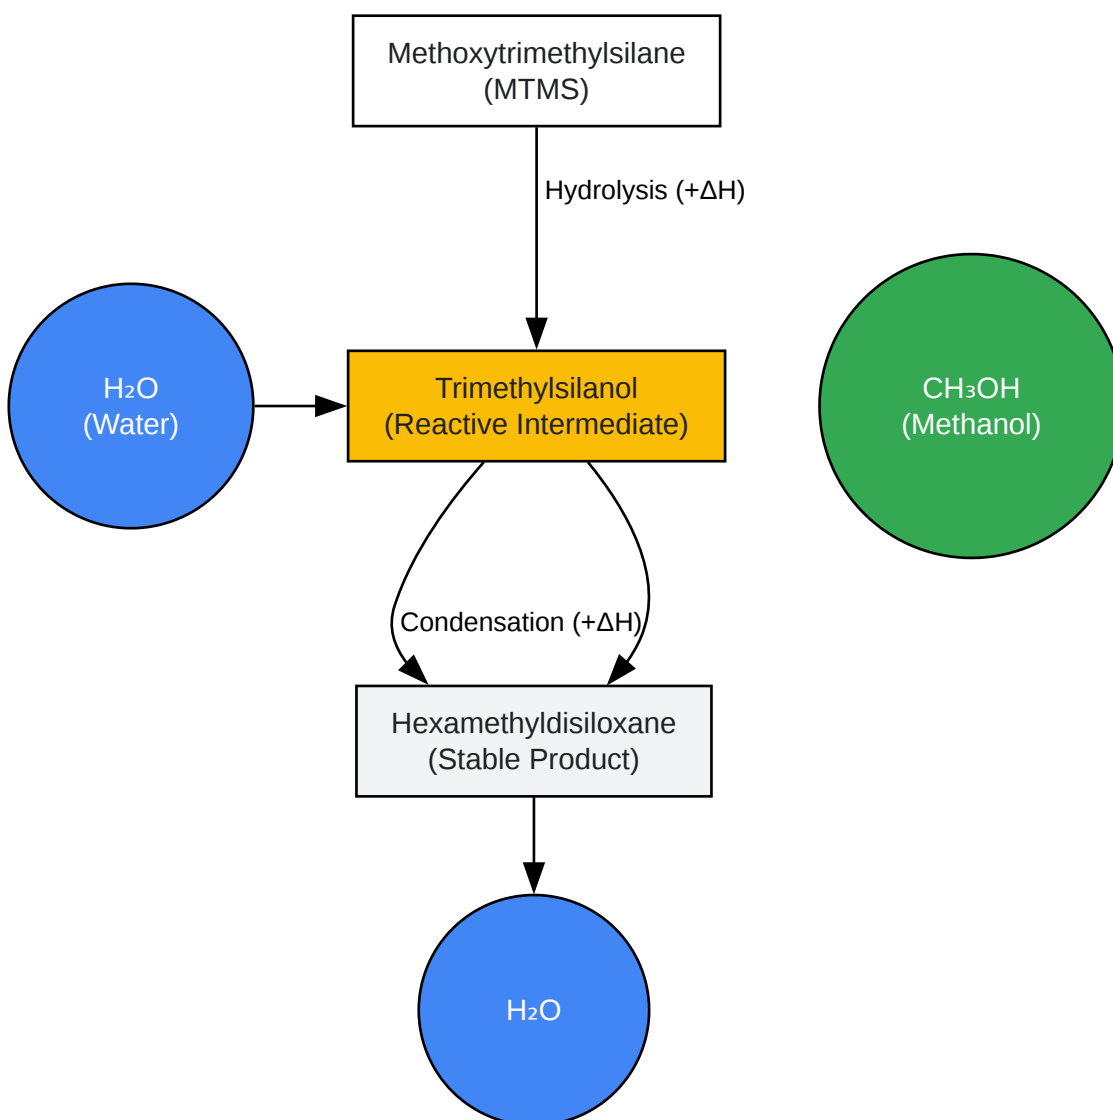 Methoxytrimethylsilane
(MTMS)
Hydrolysis (+ΔH)
H₂O
(Water)
Trimethylsilanol
(Reactive Intermediate)
CH₃OH
(Methanol)
Condensation (+ΔH)
Hexamethyldisiloxane
(Stable Product)
H₂O